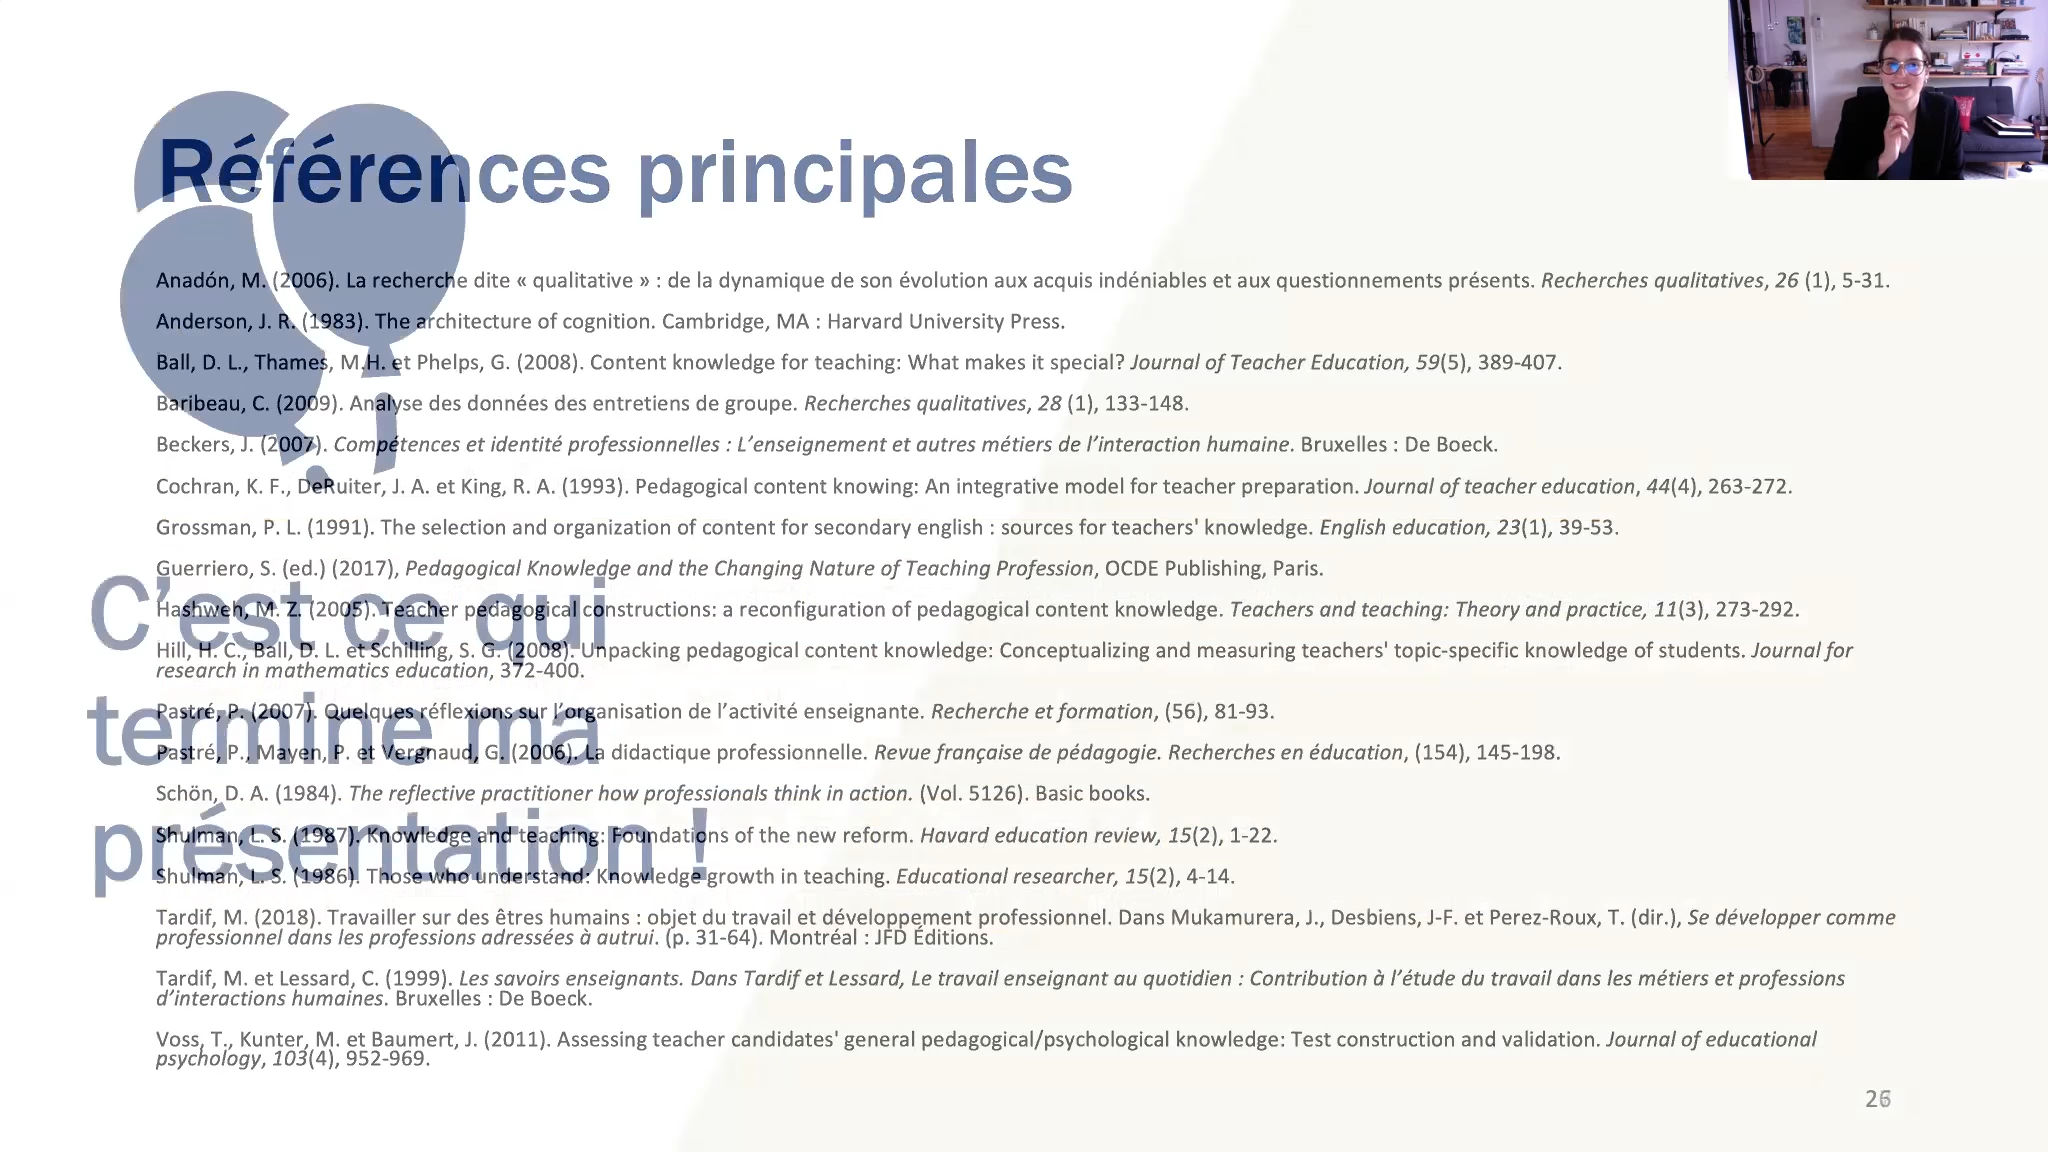 Références principales
Anadón, M. (2006). La recherche dite « qualitative » : de la dynamique de son évolution aux acquis indéniables et aux questionnements présents. Recherches qualitatives, 26 (1), 5-31.
Anderson, J. R. (1983). The architecture of cognition. Cambridge, MA : Harvard University Press.
Ball, D. L., Thames, M.H. et Phelps, G. (2008). Content knowledge for teaching: What makes it special? Journal of Teacher Education, 59(5), 389-407.
Baribeau, C. (2009). Analyse des données des entretiens de groupe. Recherches qualitatives, 28 (1), 133-148.
Beckers, J. (2007). Compétences et identité professionnelles : L’enseignement et autres métiers de l’interaction humaine. Bruxelles : De Boeck.
Cochran, K. F., DeRuiter, J. A. et King, R. A. (1993). Pedagogical content knowing: An integrative model for teacher preparation. Journal of teacher education, 44(4), 263-272.
Grossman, P. L. (1991). The selection and organization of content for secondary english : sources for teachers' knowledge. English education, 23(1), 39-53.
Guerriero, S. (ed.) (2017), Pedagogical Knowledge and the Changing Nature of Teaching Profession, OCDE Publishing, Paris.
Hashweh, M. Z. (2005). Teacher pedagogical constructions: a reconfiguration of pedagogical content knowledge. Teachers and teaching: Theory and practice, 11(3), 273-292.
Hill, H. C., Ball, D. L. et Schilling, S. G. (2008). Unpacking pedagogical content knowledge: Conceptualizing and measuring teachers' topic-specific knowledge of students. Journal for
research in mathematics education, 372-400.
Pastré, P. (2007). Quelques réflexions sur l’organisation de l’activité enseignante. Recherche et formation, (56), 81-93.
Pastré, P., Mayen, P. et Vergnaud, G. (2006). La didactique professionnelle. Revue française de pédagogie. Recherches en éducation, (154), 145-198.
Schön, D. A. (1984). The reflective practitioner how professionals think in action. (Vol. 5126). Basic books.
Shulman, L. S. (1987). Knowledge and teaching: Foundations of the new reform. Havard education review, 15(2), 1-22.
Shulman, L. S. (1986). Those who understand: Knowledge growth in teaching. Educational researcher, 15(2), 4-14.
Tardif, M. (2018). Travailler sur des êtres humains : objet du travail et développement professionnel. Dans Mukamurera, J., Desbiens, J-F. et Perez-Roux, T. (dir.), Se développer comme
professionnel dans les professions adressées à autrui. (p. 31-64). Montréal : JFD Éditions.
Tardif, M. et Lessard, C. (1999). Les savoirs enseignants. Dans Tardif et Lessard, Le travail enseignant au quotidien : Contribution à l’étude du travail dans les métiers et professions
d’interactions humaines. Bruxelles : De Boeck.
Voss, T., Kunter, M. et Baumert, J. (2011). Assessing teacher candidates' general pedagogical/psychological knowledge: Test construction and validation. Journal of educational
psychology, 103(4), 952-969.
C’est ce qui
termine ma
présentation !